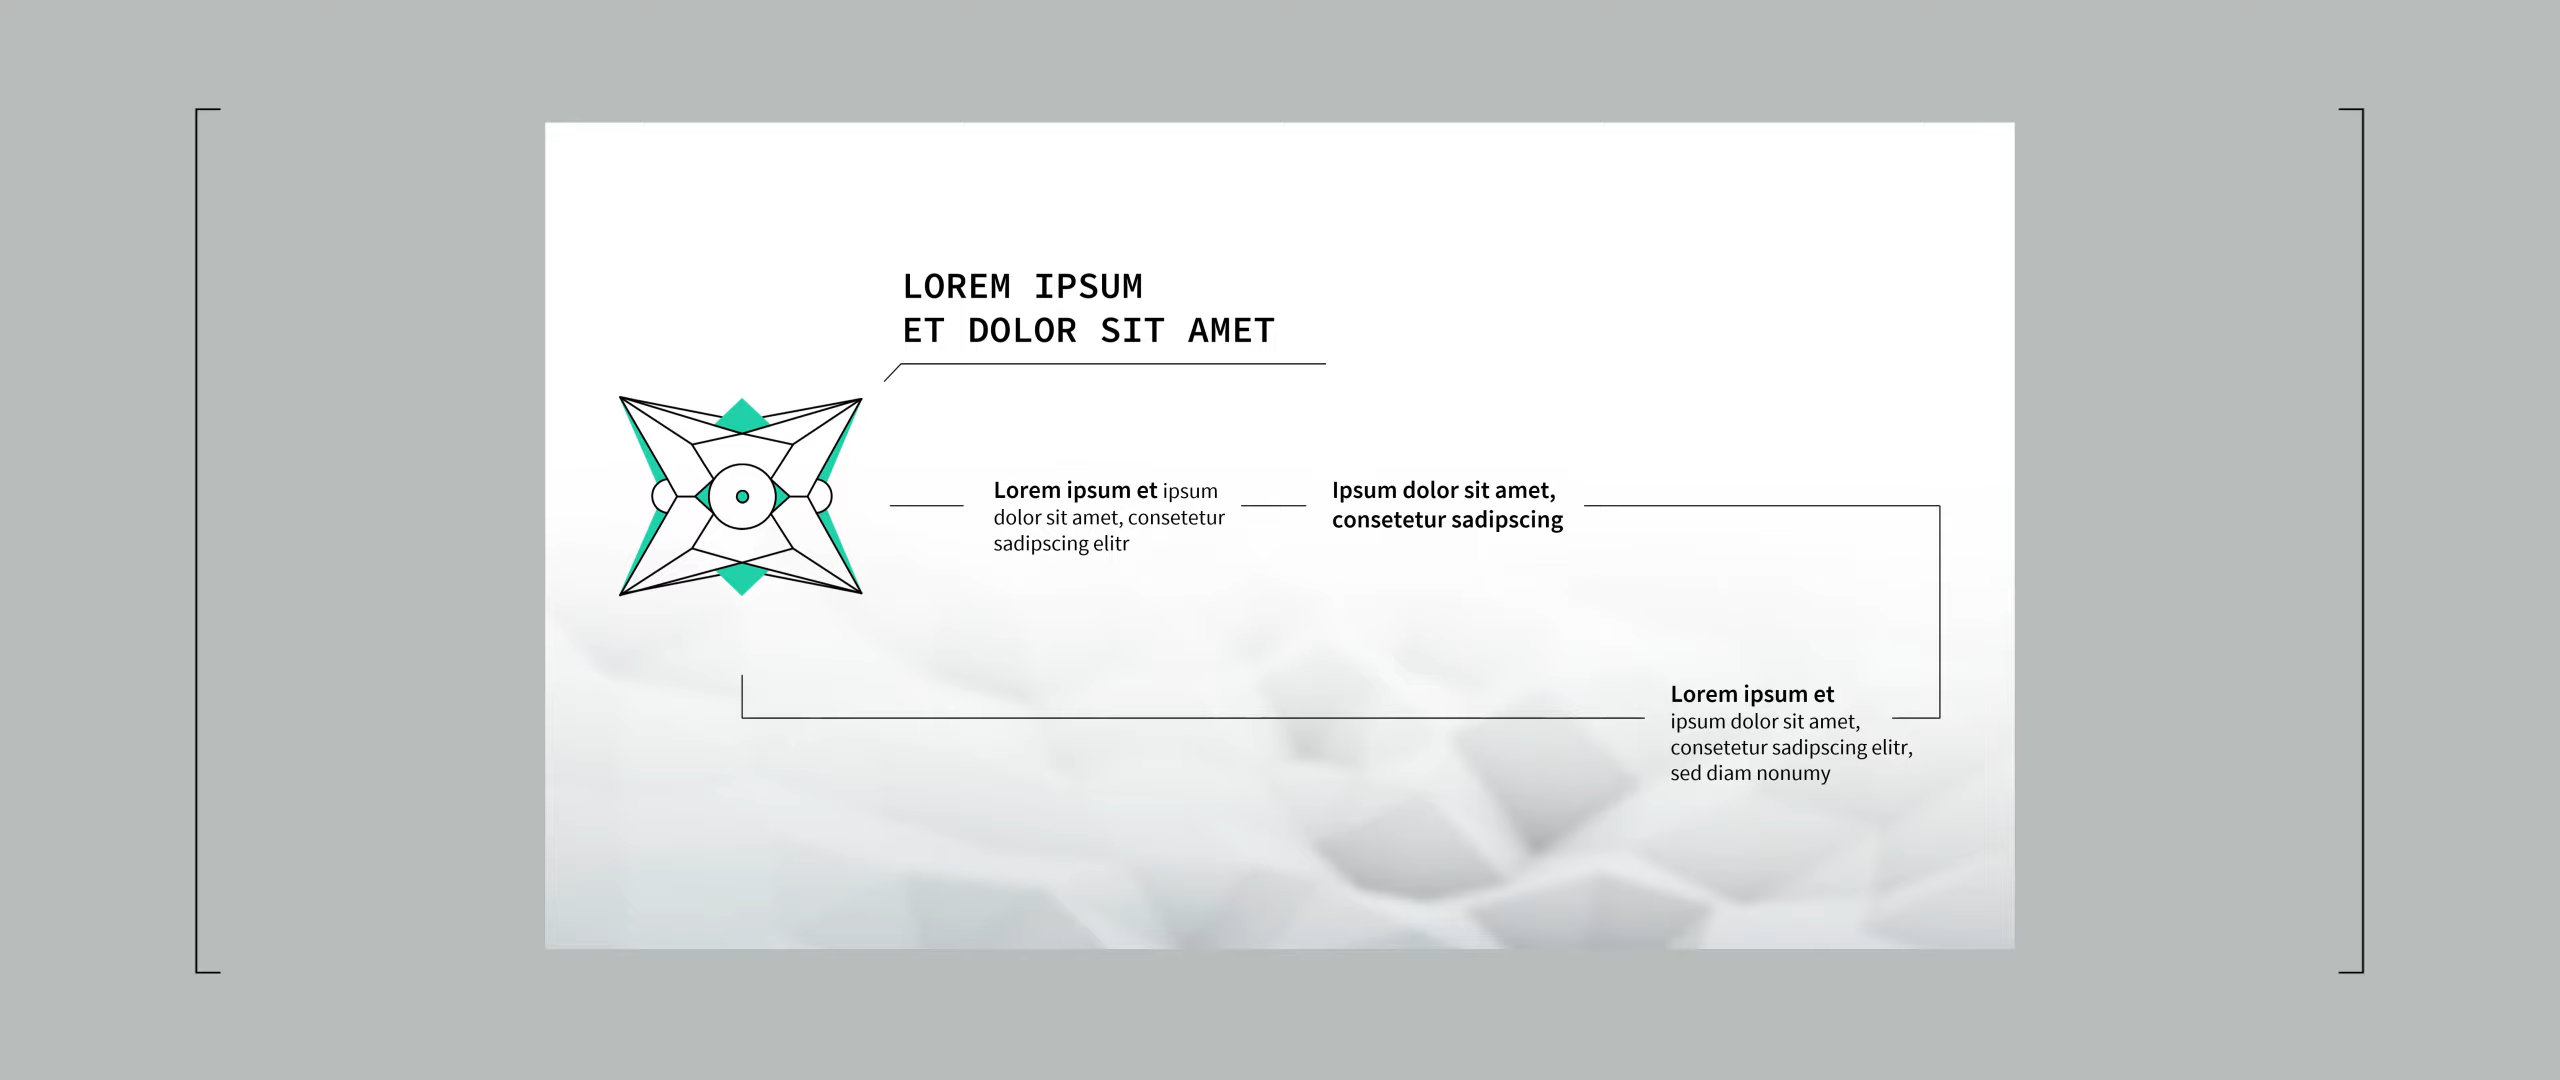 LOREM IPSUM
ET DOLOR SIT AMET
Lorem ipsum et ipsum
dolor sit amet, consetetur
sadipscing elitr
Ipsum dolor sit amet,
consetetur sadipscing
Lorem ipsum et
ipsum dolor sit amet,
consetetur sadipscing elitr,
sed diam nonumy